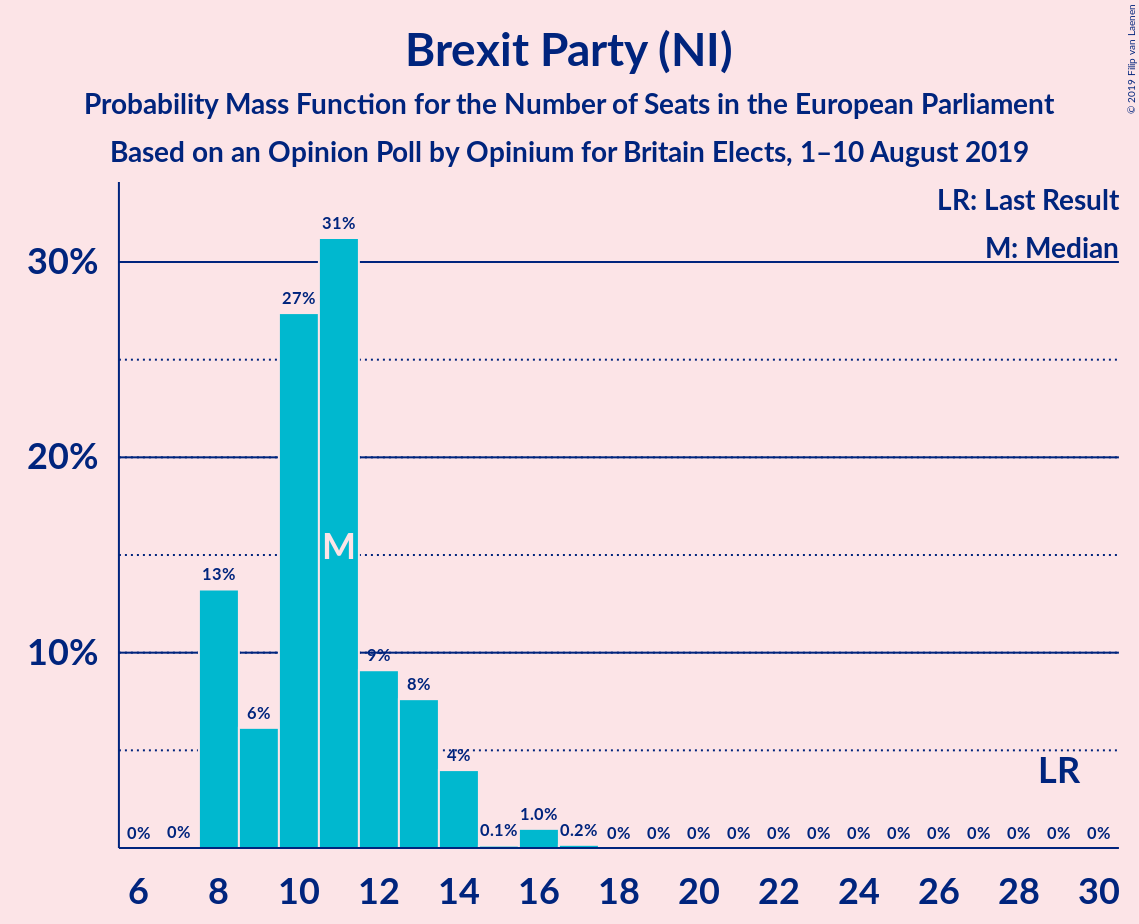 Brexit Party (NI)
Probability Mass Function for the Number of Seats in the European Parliament
Based on an Opinion Poll by Opinium for Britain Elects, 1–10 August 2019
© 2019 Filip van Laenen
LR: Last Result
M: Median
30%
20%
10%
0% 0% 13% 6% 27% 31% 9% 8% 4% 0.1% 1.0% 0.2% 0% 0% 0% 0% 0% 0% 0% 0% 0% 0% 0% 0% 0%
M
LR
6 8 10 12 14 16 18 20 22 24 26 28 30